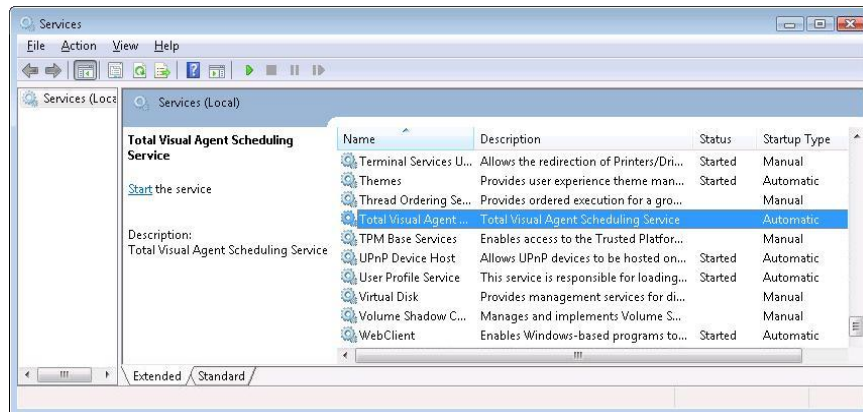 Services
File Action View Help
Services (Loca
Services (Local)
Total Visual Agent Scheduling
Service
Start the service
Description:
Total Visual Agent Scheduling Service
Name Description Status Startup Type
Terminal Services U... Allows the redirection of Printers/Dri... Started Manual
Themes Provides user experience theme man... Started Automatic
Thread Ordering Se... Provides ordered execution for a gro... Manual
Total Visual Agent ... Total Visual Agent Scheduling Service Automatic
TPM Base Services Enables access to the Trusted Platfor... Manual
UPnP Device Host Allows UPnP devices to be hosted on... Started Automatic
User Profile Service This service is responsible for loading... Started Automatic
Virtual Disk Provides management services for di... Manual
Volume Shadow C... Manages and implements Volume S... Manual
WebClient Enables Windows-based programs to... Started Automatic
Extended Standard